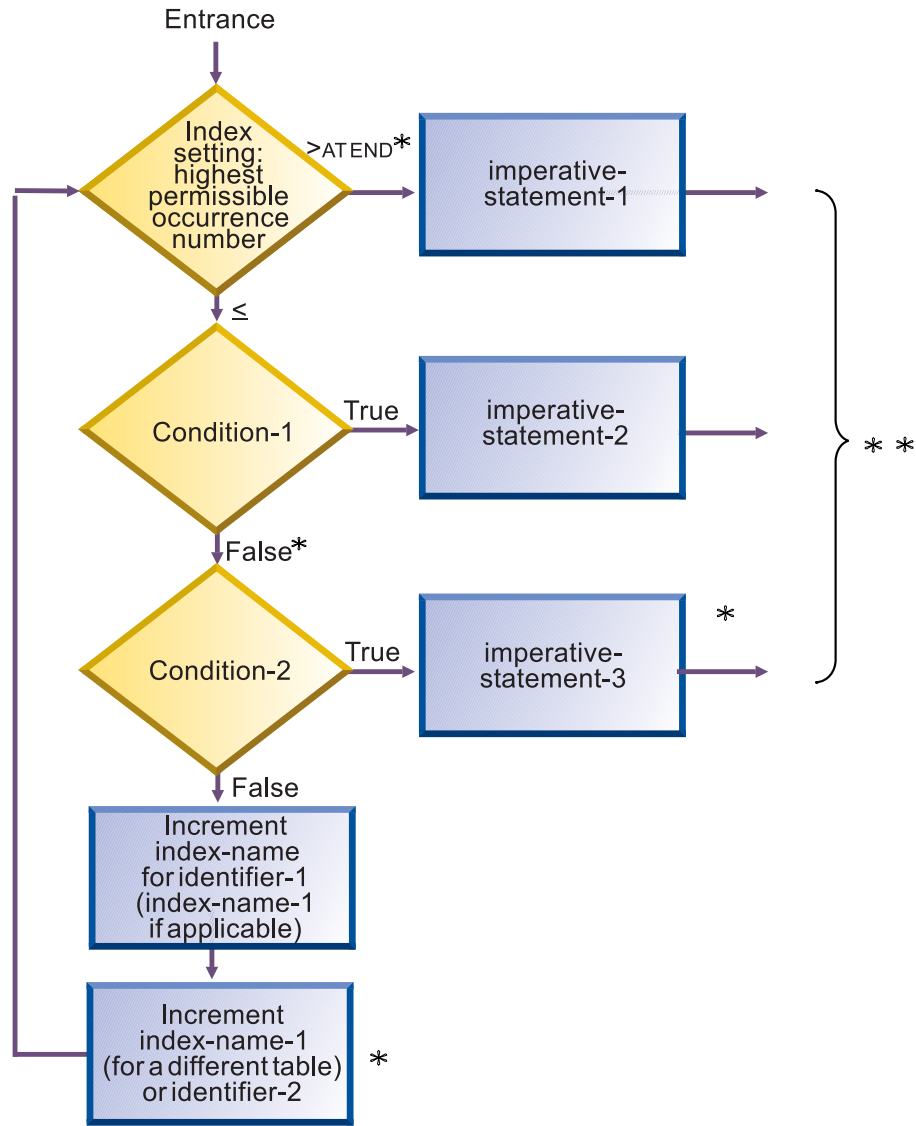 Entrance
Index
setting:
highest
permissible
occurrence
number
>AT END*
imperative-
statement-1
≤
Condition-1
True
imperative-
statement-2
* *
False*
Condition-2
True
imperative-
statement-3
*
False
Increment
index-name
for identifier-1
(index-name-1
if applicable)
Increment
index-name-1
(for a different table)
or identifier-2
*